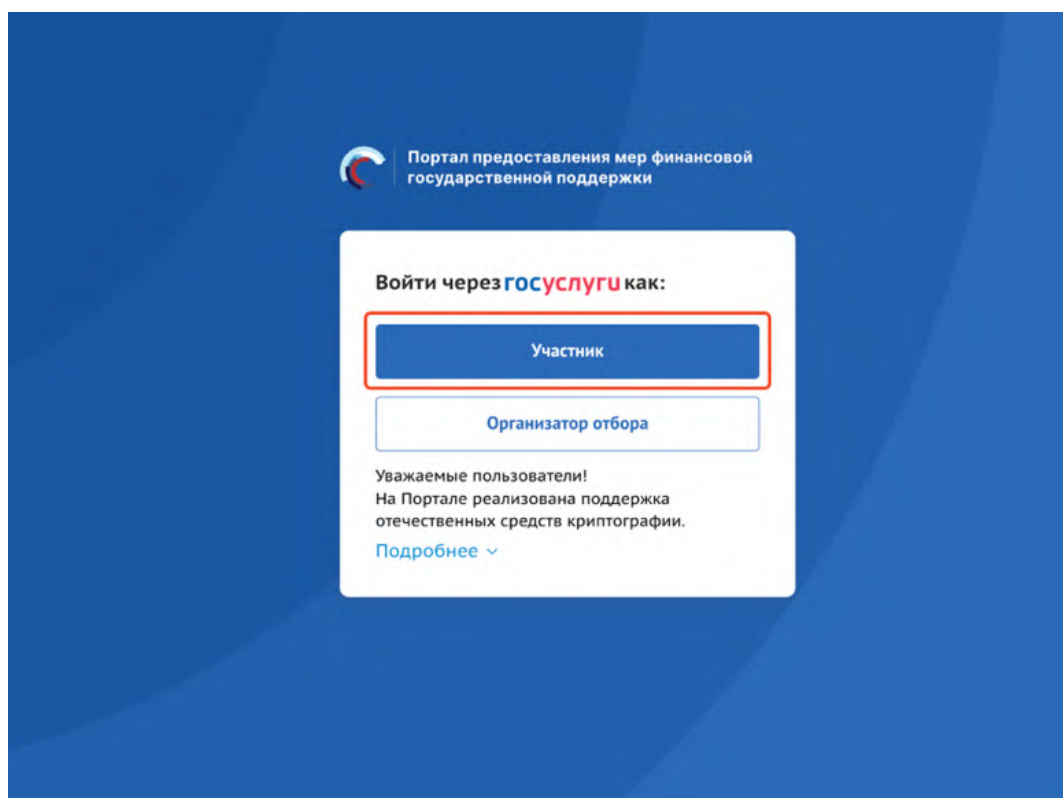 Портал предоставления мер финансовой
государственной поддержки
Войти через госуслуги как:
Участник
Организатор отбора
Уважаемые пользователи!
На Портале реализована поддержка
отечественных средств криптографии.
Подробнее